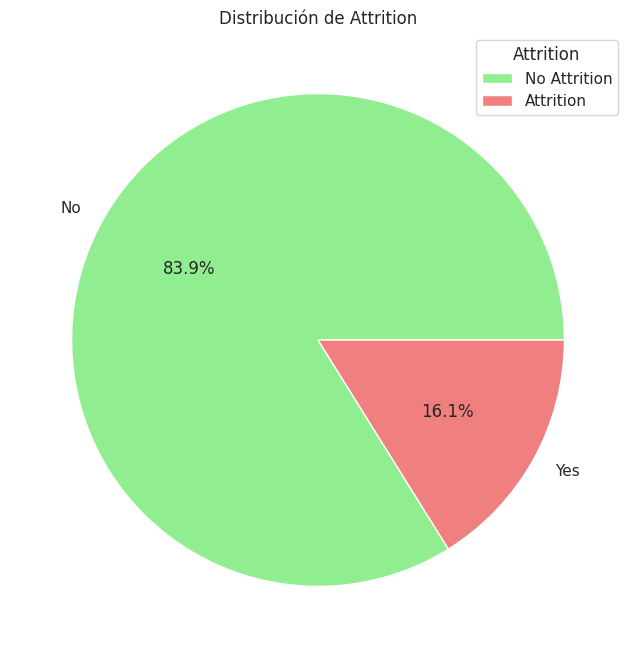 Distribución de Attrition
Attrition
No Attrition
Attrition
No
83.9%
16.1%
Yes